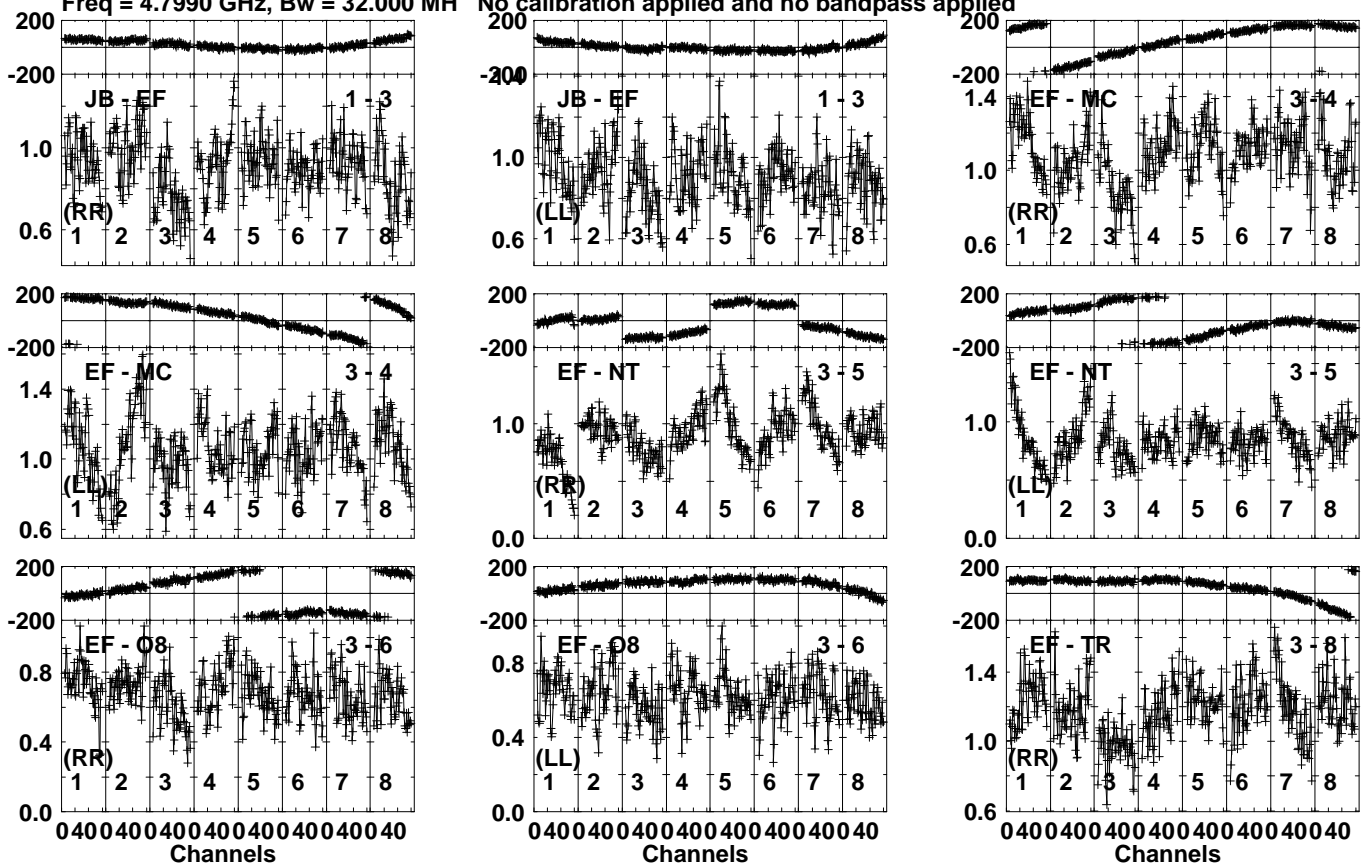 Freq = 4.7990 GHz, Bw = 32.000 MH No calibration applied and no bandpass applied
200
-200
JB - EF 1 - 3
1.0
0.6
(RR)
1 2 3 4 5 6 7 8
200
-200
1.4
JB - EF 1 - 3
1.0
0.6
(LL)
1 2 3 4 5 6 7 8
200
-200
EF - MC 3 - 4
1.4
1.0
0.6
(RR)
1 2 3 4 5 6 7 8
200
-200
EF - MC 3 - 4
1.4
1.0
0.6
(LL)
1 2 3 4 5 6 7 8
200
-200
EF - NT 3 - 5
1.0
0.0
(RR)
1 2 3 4 5 6 7 8
200
-200
EF - NT 3 - 5
1.0
0.0
(LL)
1 2 3 4 5 6 7 8
200
-200
EF - O8 3 - 6
0.8
0.4
0.0
(RR)
1 2 3 4 5 6 7 8
0 40 0 40 0 40 0 40 0 40 0 40 0 40 0 40
Channels
200
-200
EF - O8 3 - 6
0.8
0.4
0.0
(LL)
1 2 3 4 5 6 7 8
0 40 0 40 0 40 0 40 0 40 0 40 0 40 0 40
Channels
200
-200
EF - TR 3 - 8
1.4
1.0
0.6
(RR)
1 2 3 4 5 6 7 8
0 40 0 40 0 40 0 40 0 40 0 40 0 40 0 40
Channels